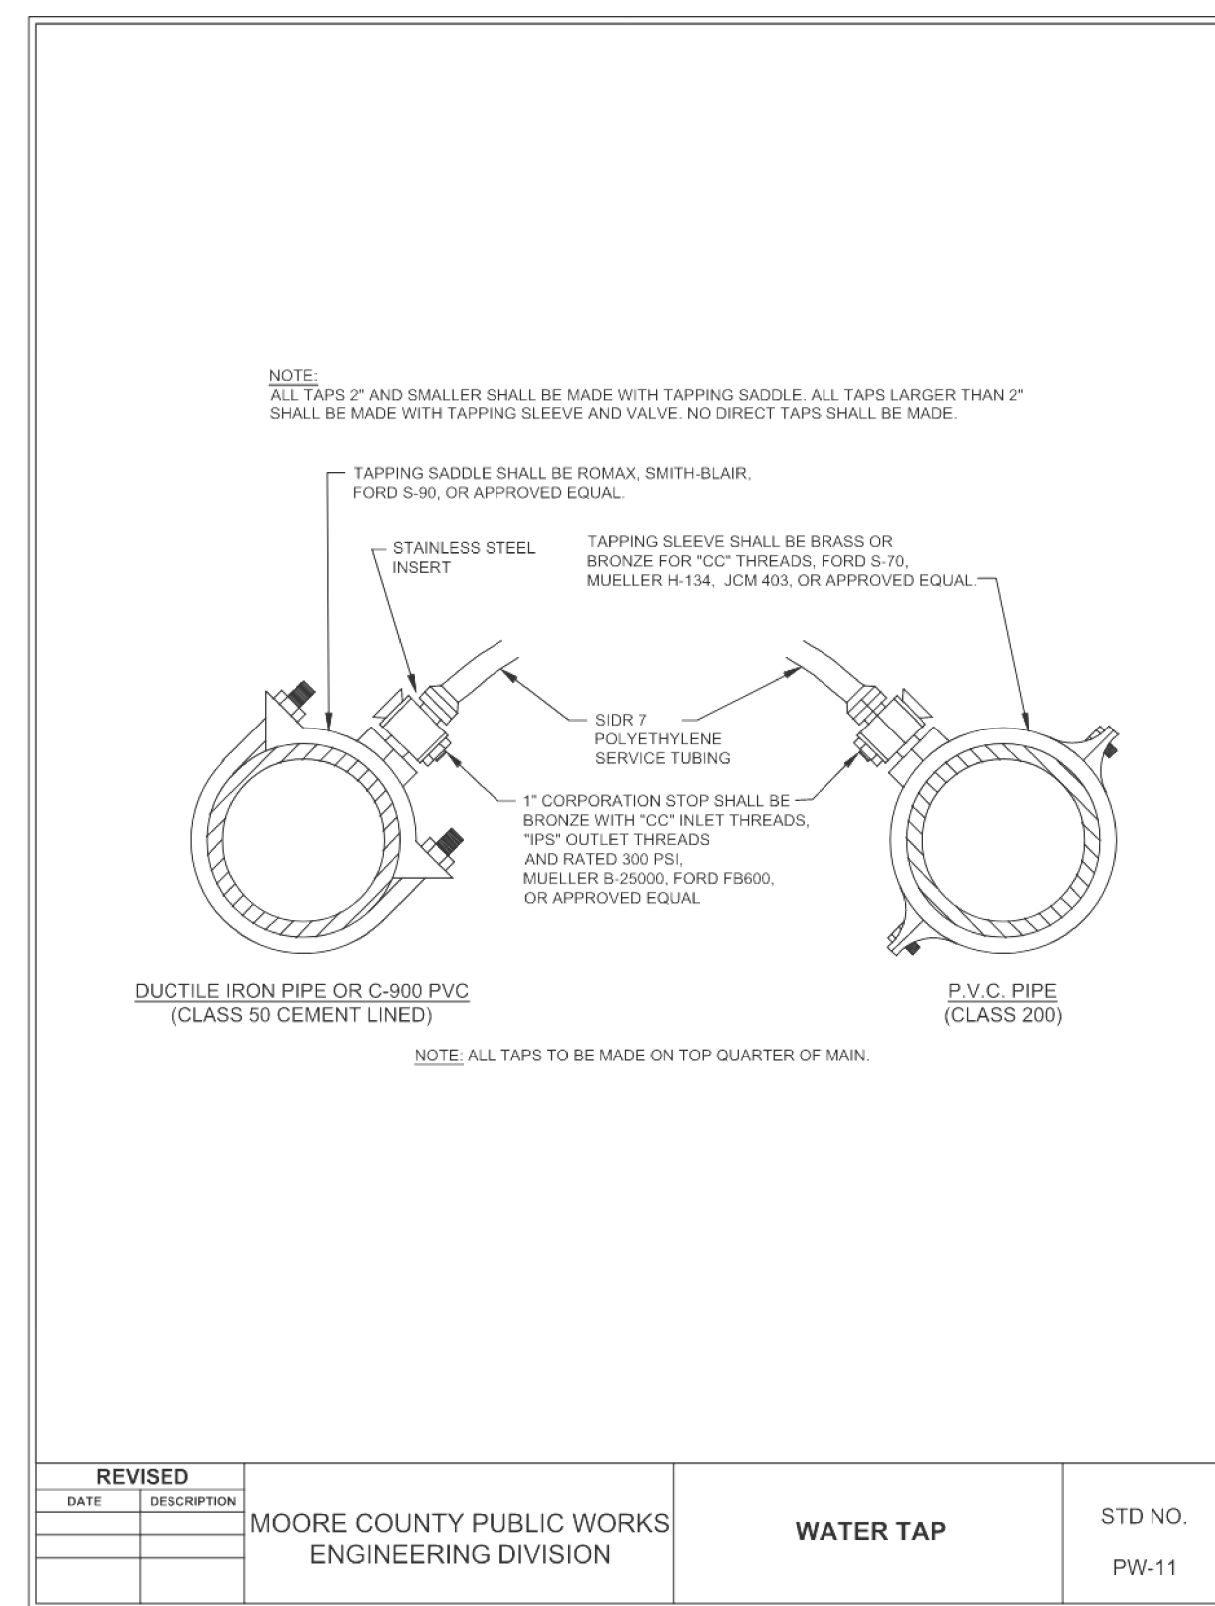 NOTE:
ALL TAPS 2" AND SMALLER SHALL BE MADE WITH TAPPING SADDLE. ALL TAPS LARGER THAN 2"
SHALL BE MADE WITH TAPPING SLEEVE AND VALVE. NO DIRECT TAPS SHALL BE MADE.
TAPPING SADDLE SHALL BE ROMAX, SMITH-BLAIR,
FORD S-90, OR APPROVED EQUAL.
STAINLESS STEEL
INSERT
TAPPING SLEEVE SHALL BE BRASS OR
BRONZE FOR "CC" THREADS, FORD S-70,
MUELLER H-134, JCM 403, OR APPROVED EQUAL.
SIDR 7
POLYETHYLENE
SERVICE TUBING
1" CORPORATION STOP SHALL BE
BRONZE WITH "CC" INLET THREADS,
"IPS" OUTLET THREADS
AND RATED 300 PSI,
MUELLER B-25000, FORD FB600,
OR APPROVED EQUAL
DUCTILE IRON PIPE OR C-900 PVC
(CLASS 50 CEMENT LINED)
P.V.C. PIPE
(CLASS 200)
NOTE: ALL TAPS TO BE MADE ON TOP QUARTER OF MAIN.
REVISED
DATE DESCRIPTION
MOORE COUNTY PUBLIC WORKS
ENGINEERING DIVISION
WATER TAP
STD NO.
PW-11